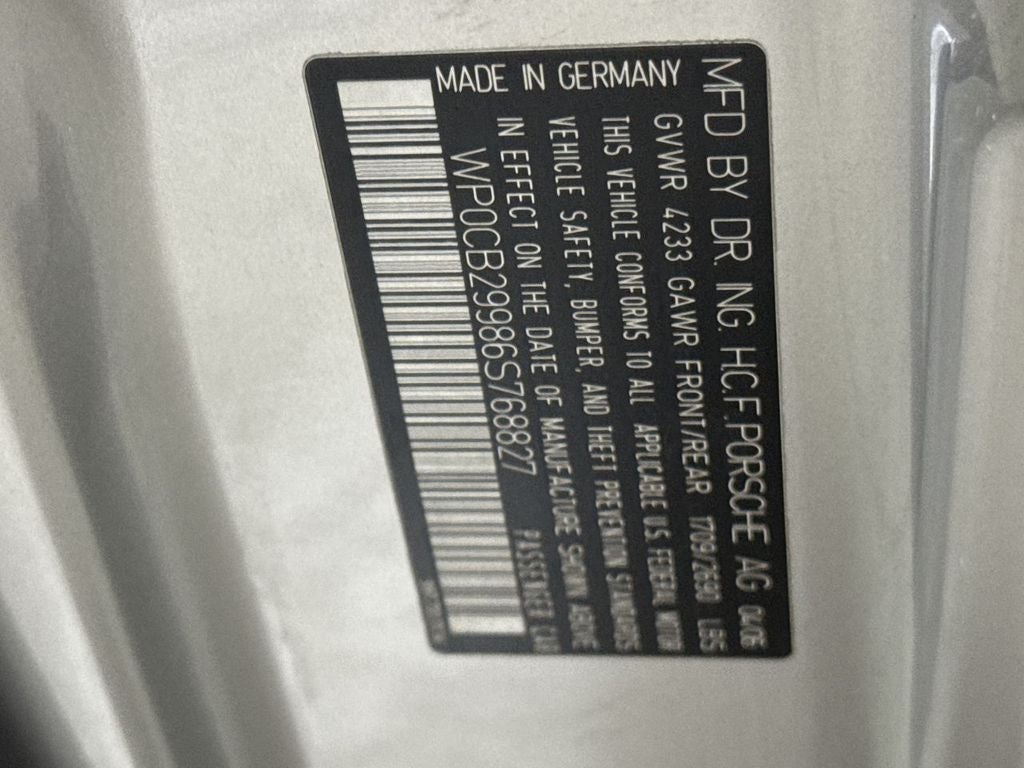 MFD BY DR. ING. HC.F.PORSCHE AG 04/06
GVWR 4233 GAWR FRONT/REAR 1709/2690 LBS
THIS VEHICLE CONFORMS TO ALL APPLICABLE US FEDERAL MOTOR
VEHICLE SAFETY, BUMPER, AND THEFT PREVENTION STANDARDS
IN EFFECT ON THE DATE OF MANUFACTURE SHOWN ABOVE
WP0CB29986S768827 PASSENGER CAR
MADE IN GERMANY